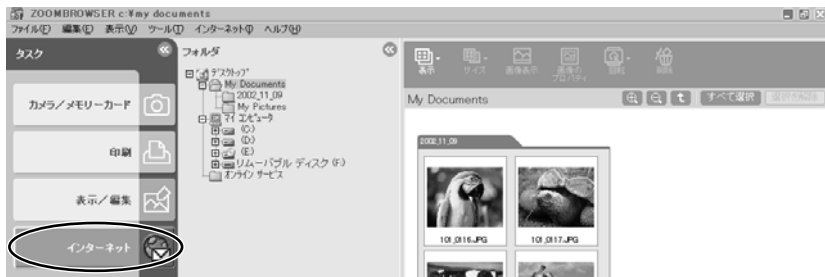 ZOOMBROWSER c:¥my documents
ファイル(F) 編集(E) 表示(V) ツール(T) インターネット(I) ヘルプ(H)
タスク
カメラ／メモリーカード
印刷
表示／編集
インターネット
フォルダ
デスクトップ
My Documents
2002_11_09
My Pictures
マイ コンピュータ
(C:)
(D:)
(E:)
リムーバブル ディスク (F:)
オンライン サービス
表示
サイズ
画像表示
画像の
プロパティ
回転
削除
My Documents
すべて選択
2002_11_09
101_0116.JPG
101_0117.JPG